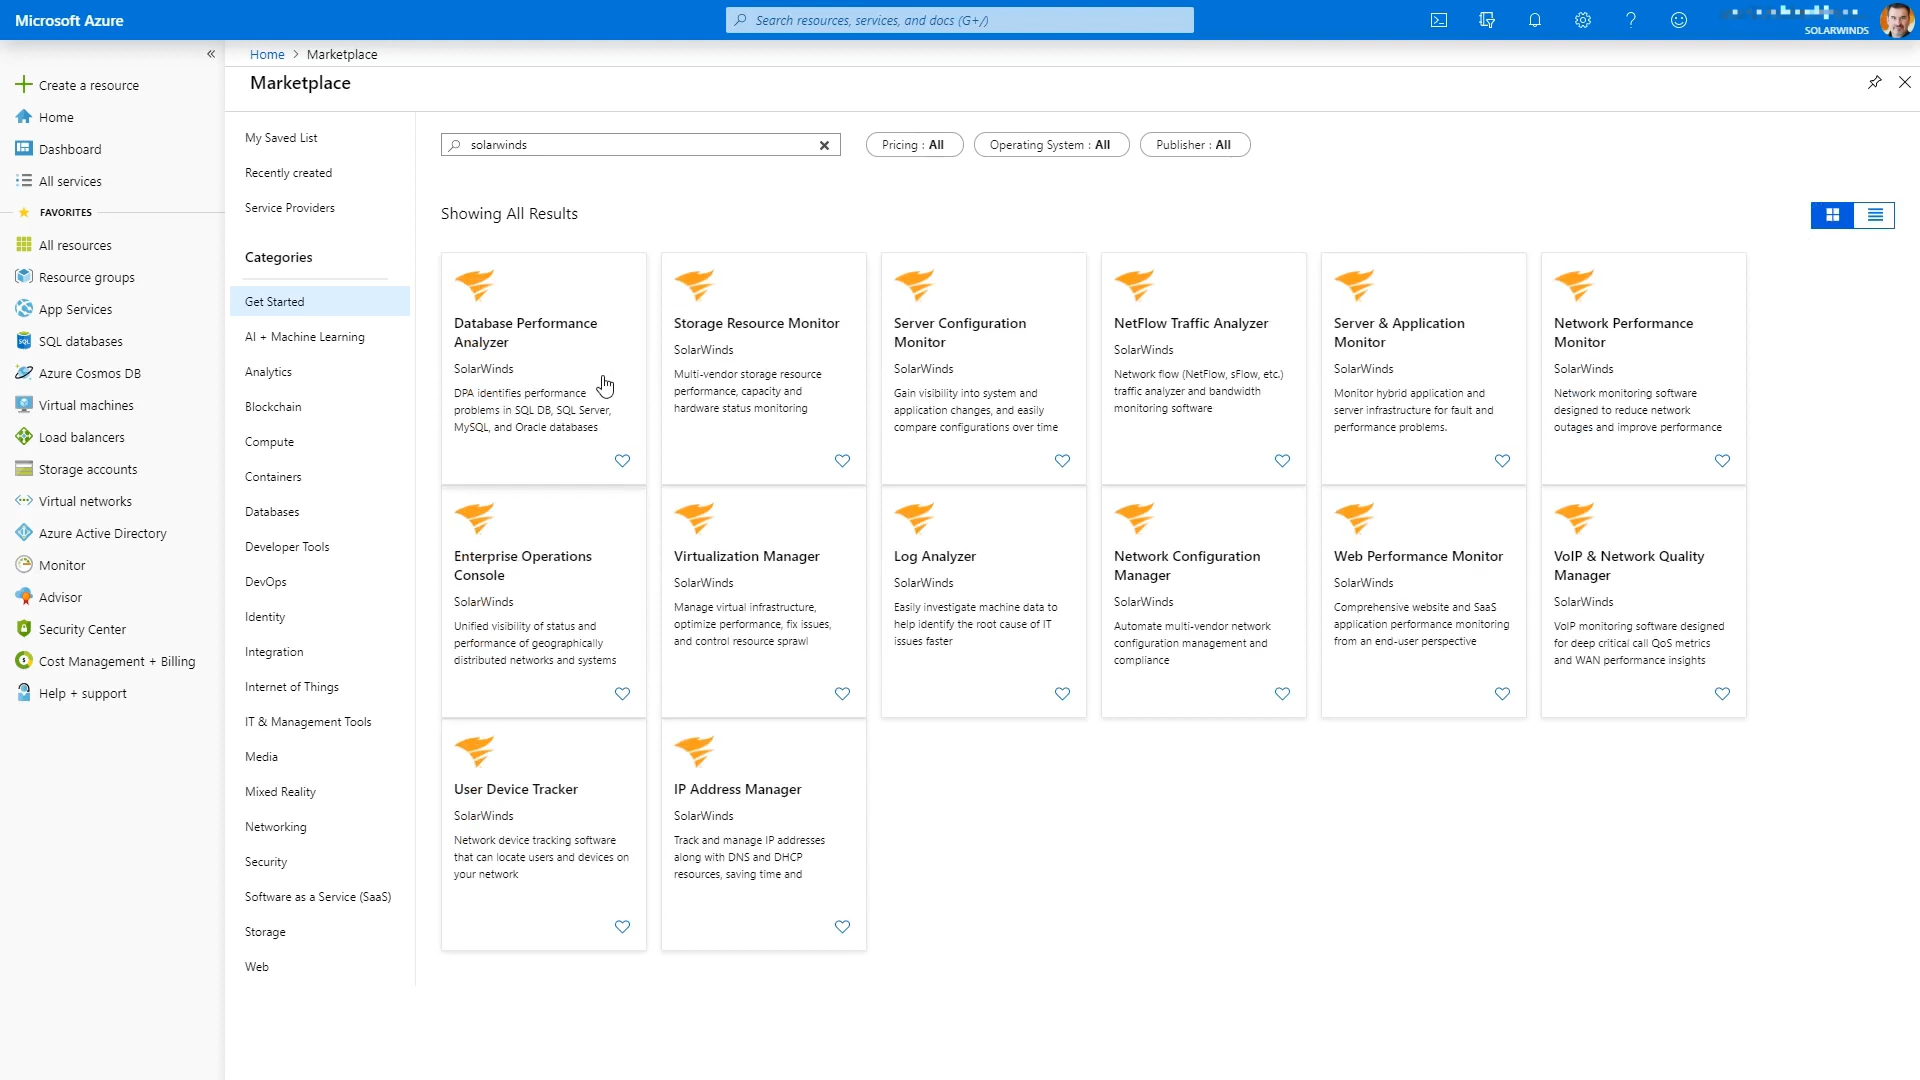 Microsoft Azure
Search resources, services, and docs (G+/)
SOLARWINDS
Home > Marketplace
Marketplace
Create a resource
Home
Dashboard
All services
FAVORITES
All resources
Resource groups
App Services
SQL databases
Azure Cosmos DB
Virtual machines
Load balancers
Storage accounts
Virtual networks
Azure Active Directory
Monitor
Advisor
Security Center
Cost Management + Billing
Help + support
My Saved List
Recently created
Service Providers
Categories
Get Started
AI + Machine Learning
Analytics
Blockchain
Compute
Containers
Databases
Developer Tools
DevOps
Identity
Integration
Internet of Things
IT & Management Tools
Media
Mixed Reality
Networking
Security
Software as a Service (SaaS)
Storage
Web
solarwinds
Pricing : All
Operating System : All
Publisher : All
Showing All Results
Database Performance
Analyzer
SolarWinds
DPA identifies performance
problems in SQL DB, SQL Server,
MySQL, and Oracle databases
Storage Resource Monitor
SolarWinds
Multi-vendor storage resource
performance, capacity and
hardware status monitoring
Server Configuration
Monitor
SolarWinds
Gain visibility into system and
application changes, and easily
compare configurations over time
NetFlow Traffic Analyzer
SolarWinds
Network flow (NetFlow, sFlow, etc.)
traffic analyzer and bandwidth
monitoring software
Server & Application
Monitor
SolarWinds
Monitor hybrid application and
server infrastructure for fault and
performance problems.
Network Performance
Monitor
SolarWinds
Network monitoring software
designed to reduce network
outages and improve performance
Enterprise Operations
Console
SolarWinds
Unified visibility of status and
performance of geographically
distributed networks and systems
Virtualization Manager
SolarWinds
Manage virtual infrastructure,
optimize performance, fix issues,
and control resource sprawl
Log Analyzer
SolarWinds
Easily investigate machine data to
help identify the root cause of IT
issues faster
Network Configuration
Manager
SolarWinds
Automate multi-vendor network
configuration management and
compliance
Web Performance Monitor
SolarWinds
Comprehensive website and SaaS
application performance monitoring
from an end-user perspective
VoIP & Network Quality
Manager
SolarWinds
VoIP monitoring software designed
for deep critical call QoS metrics
and WAN performance insights
User Device Tracker
SolarWinds
Network device tracking software
that can locate users and devices on
your network
IP Address Manager
SolarWinds
Track and manage IP addresses
along with DNS and DHCP
resources, saving time and